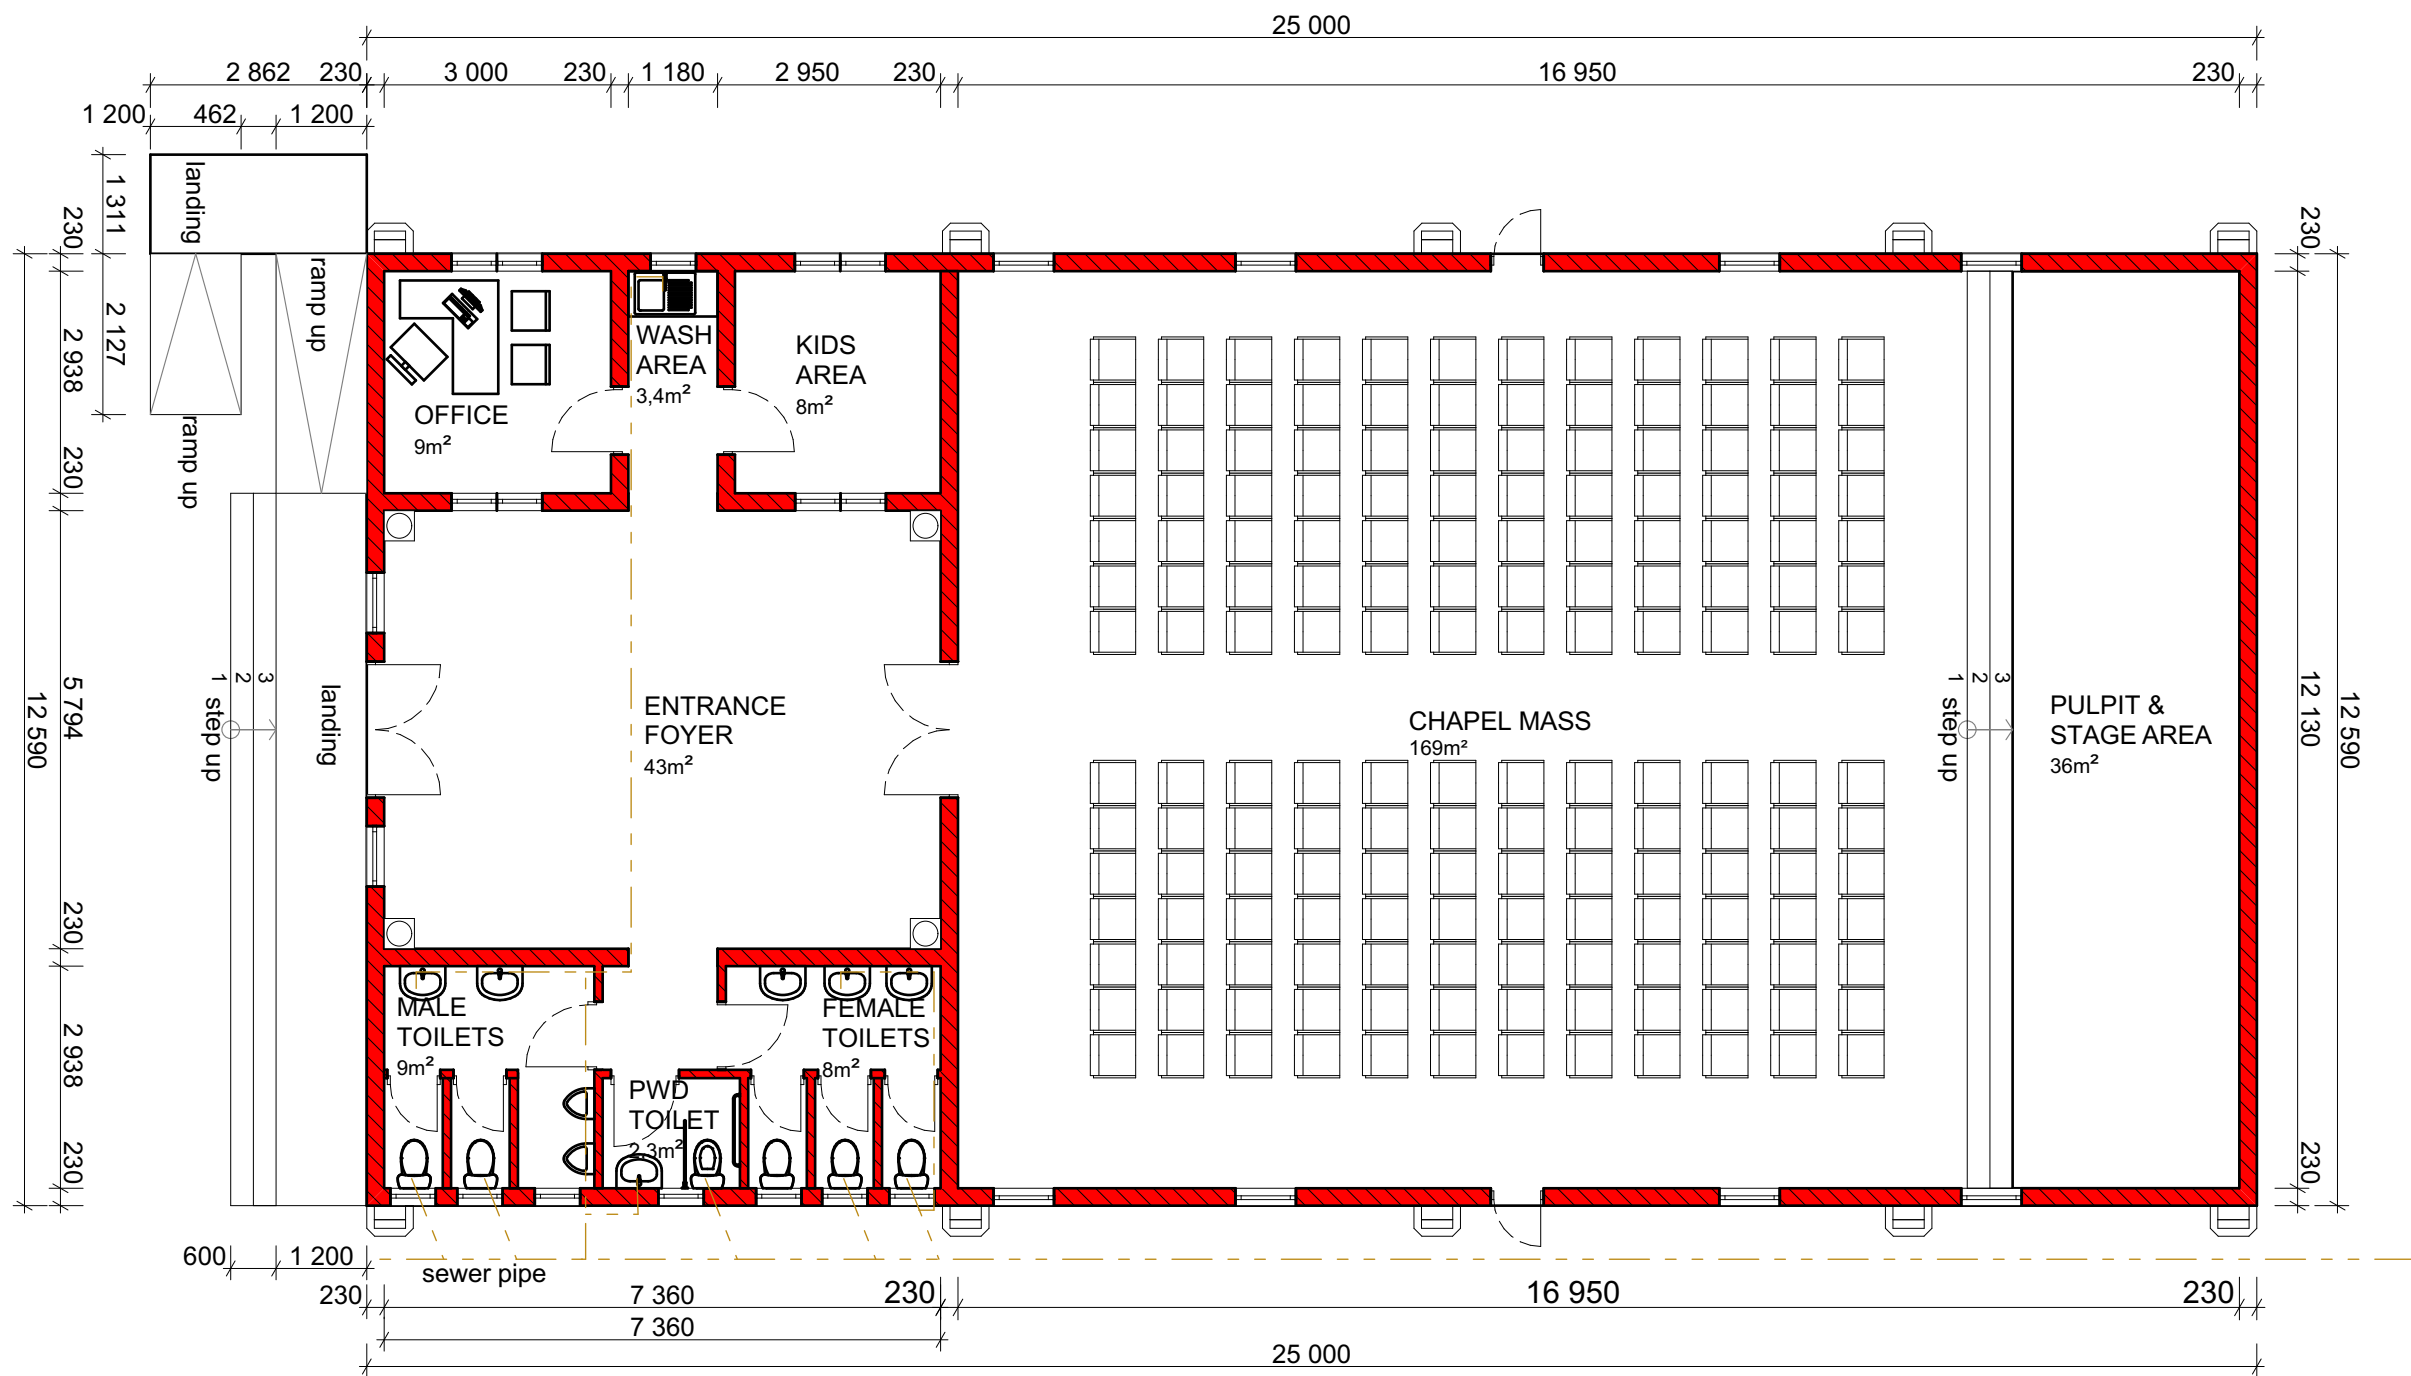 25 000
2 862
230
3 000
230
1 180
2 950
230
16 950
230
1 200
462
1 200
landing
1 311
230
230
ramp up
2 127
2 938
WASH
AREA
3,4m²
KIDS
AREA
8m²
OFFICE
9m²
ramp up
230
1
2
3
step up
landing
5 794
12 590
ENTRANCE
FOYER
43m²
CHAPEL MASS
169m²
1
2
3
step up
PULPIT &
STAGE AREA
36m²
12 130
12 590
230
MALE
TOILETS
9m²
FEMALE
TOILETS
8m²
2 938
PWD
TOILET
2,3m²
230
230
600
1 200
sewer pipe
230
7 360
230
16 950
230
7 360
25 000